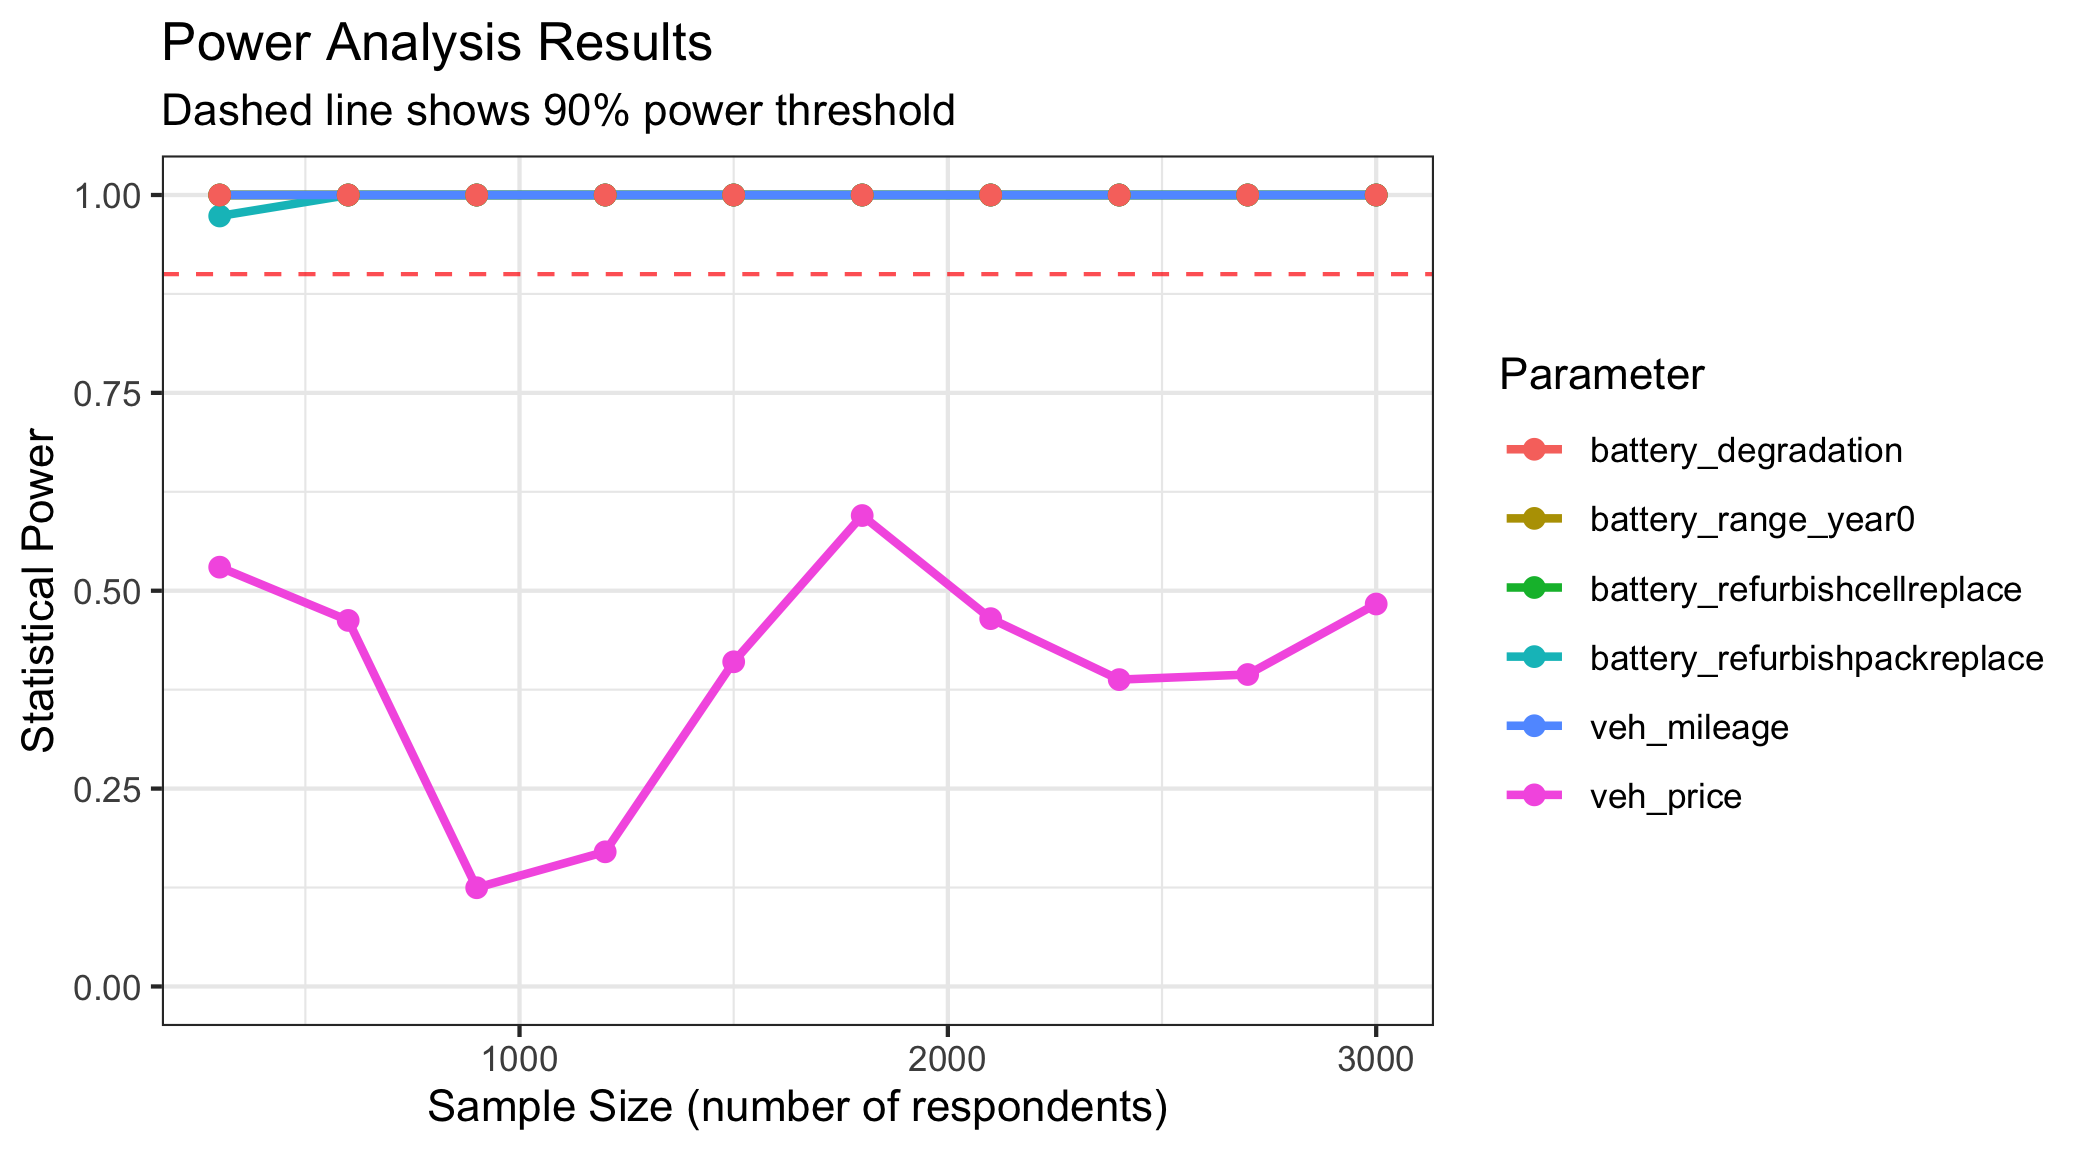 Power Analysis Results
Dashed line shows 90% power threshold
Statistical Power
1.00
0.75
0.50
0.25
0.00
1000
2000
3000
Sample Size (number of respondents)
Parameter
battery_degradation
battery_range_year0
battery_refurbishcellreplace
battery_refurbishpackreplace
veh_mileage
veh_price